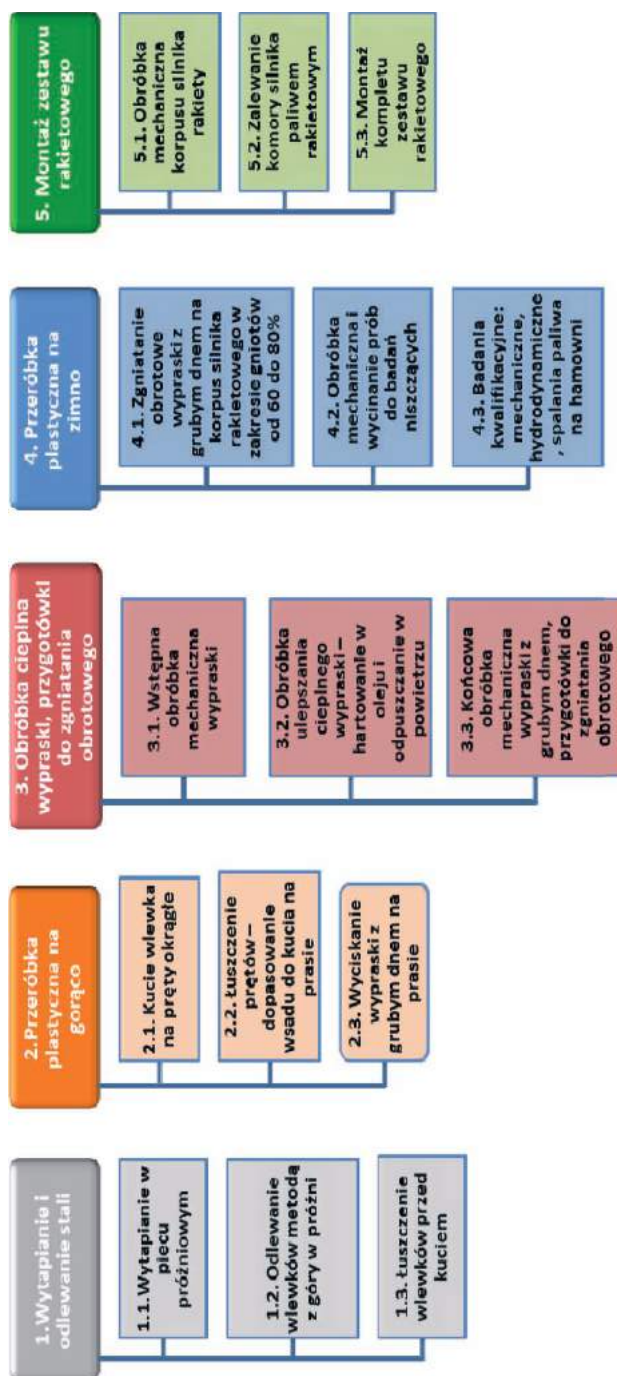 1.Wytapianie i
odlewanie stali
1.1. Wytapianie w
piecu
próżniowym
1.2. Odlewanie
wlewków metodą
z góry w próżni
1.3. Łuszczenie
wlewków przed
kuciem
2.Przeróbka
plastyczna na
gorąco
2.1. Kucie wlewka
na pręty okrągłe
2.2. Łuszczenie
prętów –
dopasowanie
wsadu do kucia na
prasie
2.3. Wyciskanie
wypraski z
grubym dnem na
prasie
3. Obróbka cieplna
wypraski, przygotówki
do zgniatania
obrotowego
3.1. Wstępna
obróbka
mechaniczna
wypraski
3.2. Obróbka
ulepszania
cieplnego
wypraski –
hartowanie w
oleju i
odpuszczanie w
powietrzu
3.3. Końcowa
obróbka
mechaniczna
wypraski z
grubym dnem,
przygotówki do
zgniatania
obrotowego
4. Przeróbka
plastyczna na
zimno
4.1. Zgniatanie
obrotowe
wypraski z
grubym dnem na
korpus silnika
rakietowego w
zakresie gniotów
od 60 do 80%
4.2. Obróbka
mechaniczna i
wycinanie prób
do badań
niszczących
4.3. Badania
kwalifikacyjne:
mechaniczne,
hydrodynamiczne
, spalania paliwa
na hamowni
5. Montaż zestawu
rakietowego
5.1. Obróbka
mechaniczna
korpusu silnika
rakiety
5.2. Zalewanie
komory silnika
paliwem
rakietowym
5.3. Montaż
kompletu
zestawu
rakietowego